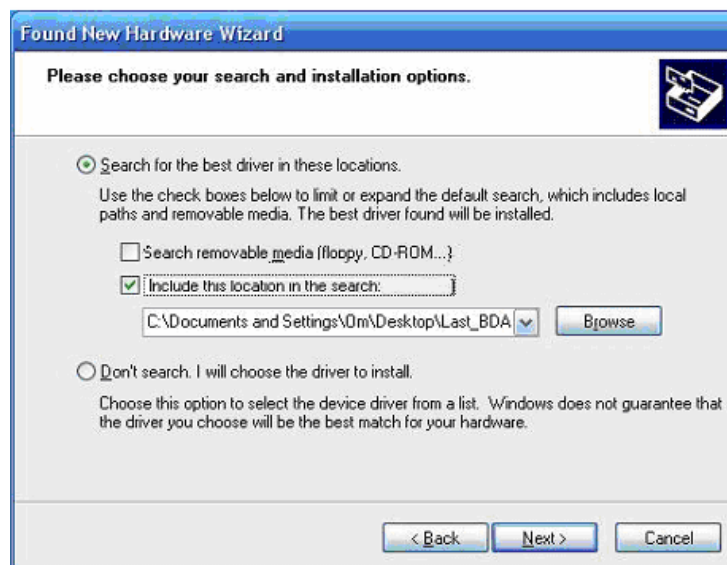 Found New Hardware Wizard
Please choose your search and installation options.
Search for the best driver in these locations.
Use the check boxes below to limit or expand the default search, which includes local
paths and removable media. The best driver found will be installed.
Search removable media (floppy, CD-ROM...)
Include this location in the search:
C:\Documents and Settings\Om\Desktop\Last_BDA
Browse
Don't search. I will choose the driver to install.
Choose this option to select the device driver from a list. Windows does not guarantee that
the driver you choose will be the best match for your hardware.
< Back
Next >
Cancel